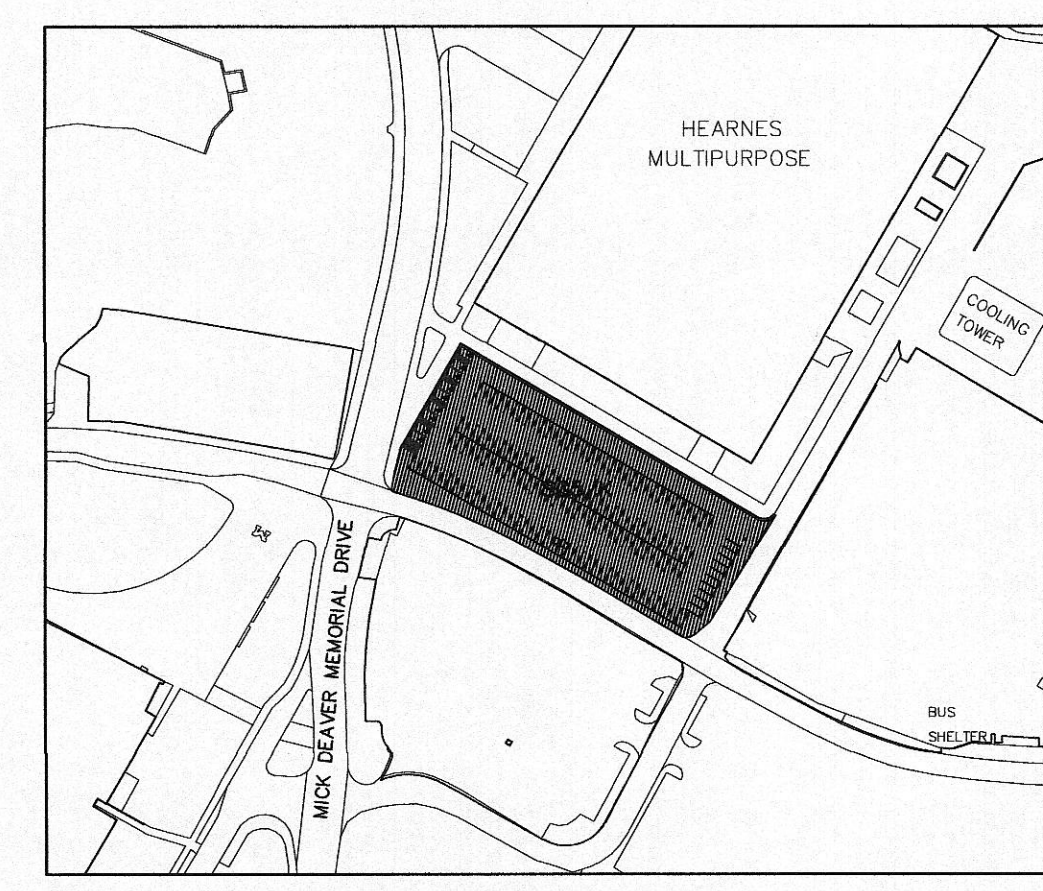 HEARNES
MULTIPURPOSE
COOLING
TOWER
MICK DEAVER MEMORIAL DRIVE
BUS
SHELTER